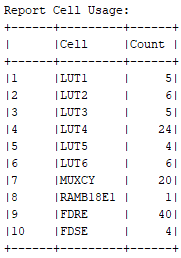 Report Cell Usage:
+------+---------+------+
|      |Cell     |Count |
+------+---------+------+
|1     |LUT1     |     5|
|2     |LUT2     |     6|
|3     |LUT3     |     5|
|4     |LUT4     |    24|
|5     |LUT5     |     4|
|6     |LUT6     |     6|
|7     |MUXCY    |    20|
|8     |RAMB18E1 |     1|
|9     |FDRE     |    40|
|10    |FDSE     |     4|
+------+---------+------+